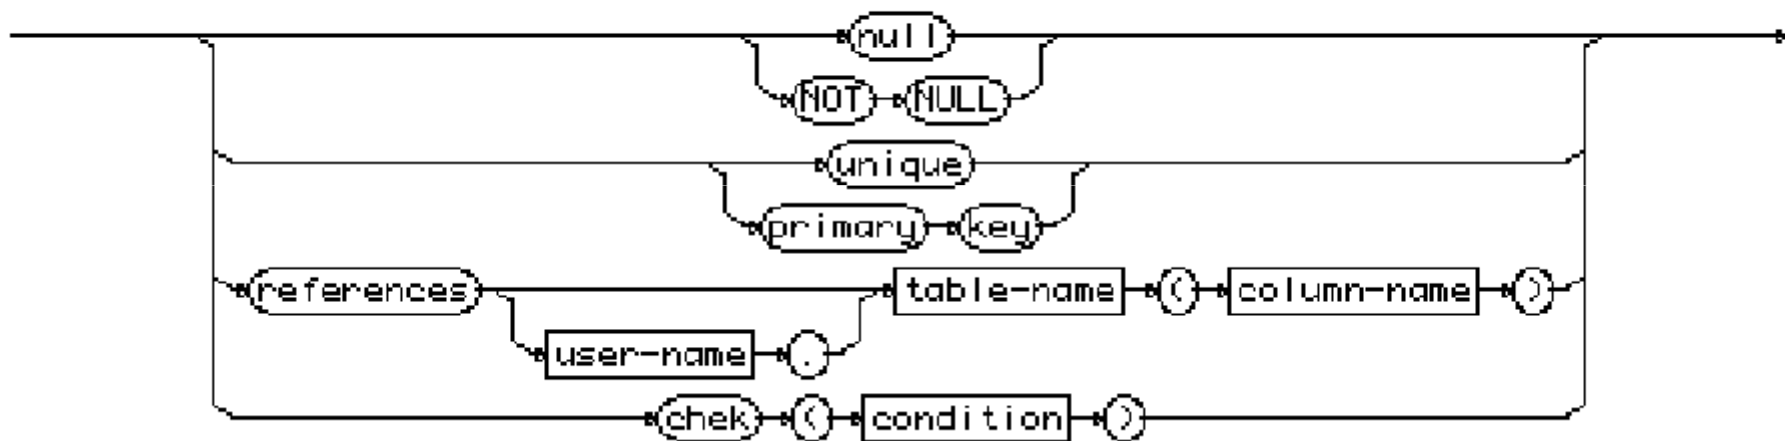 null
NOT NULL
unique
primary key
references table-name ( column-name )
user-name .
chek ( condition )